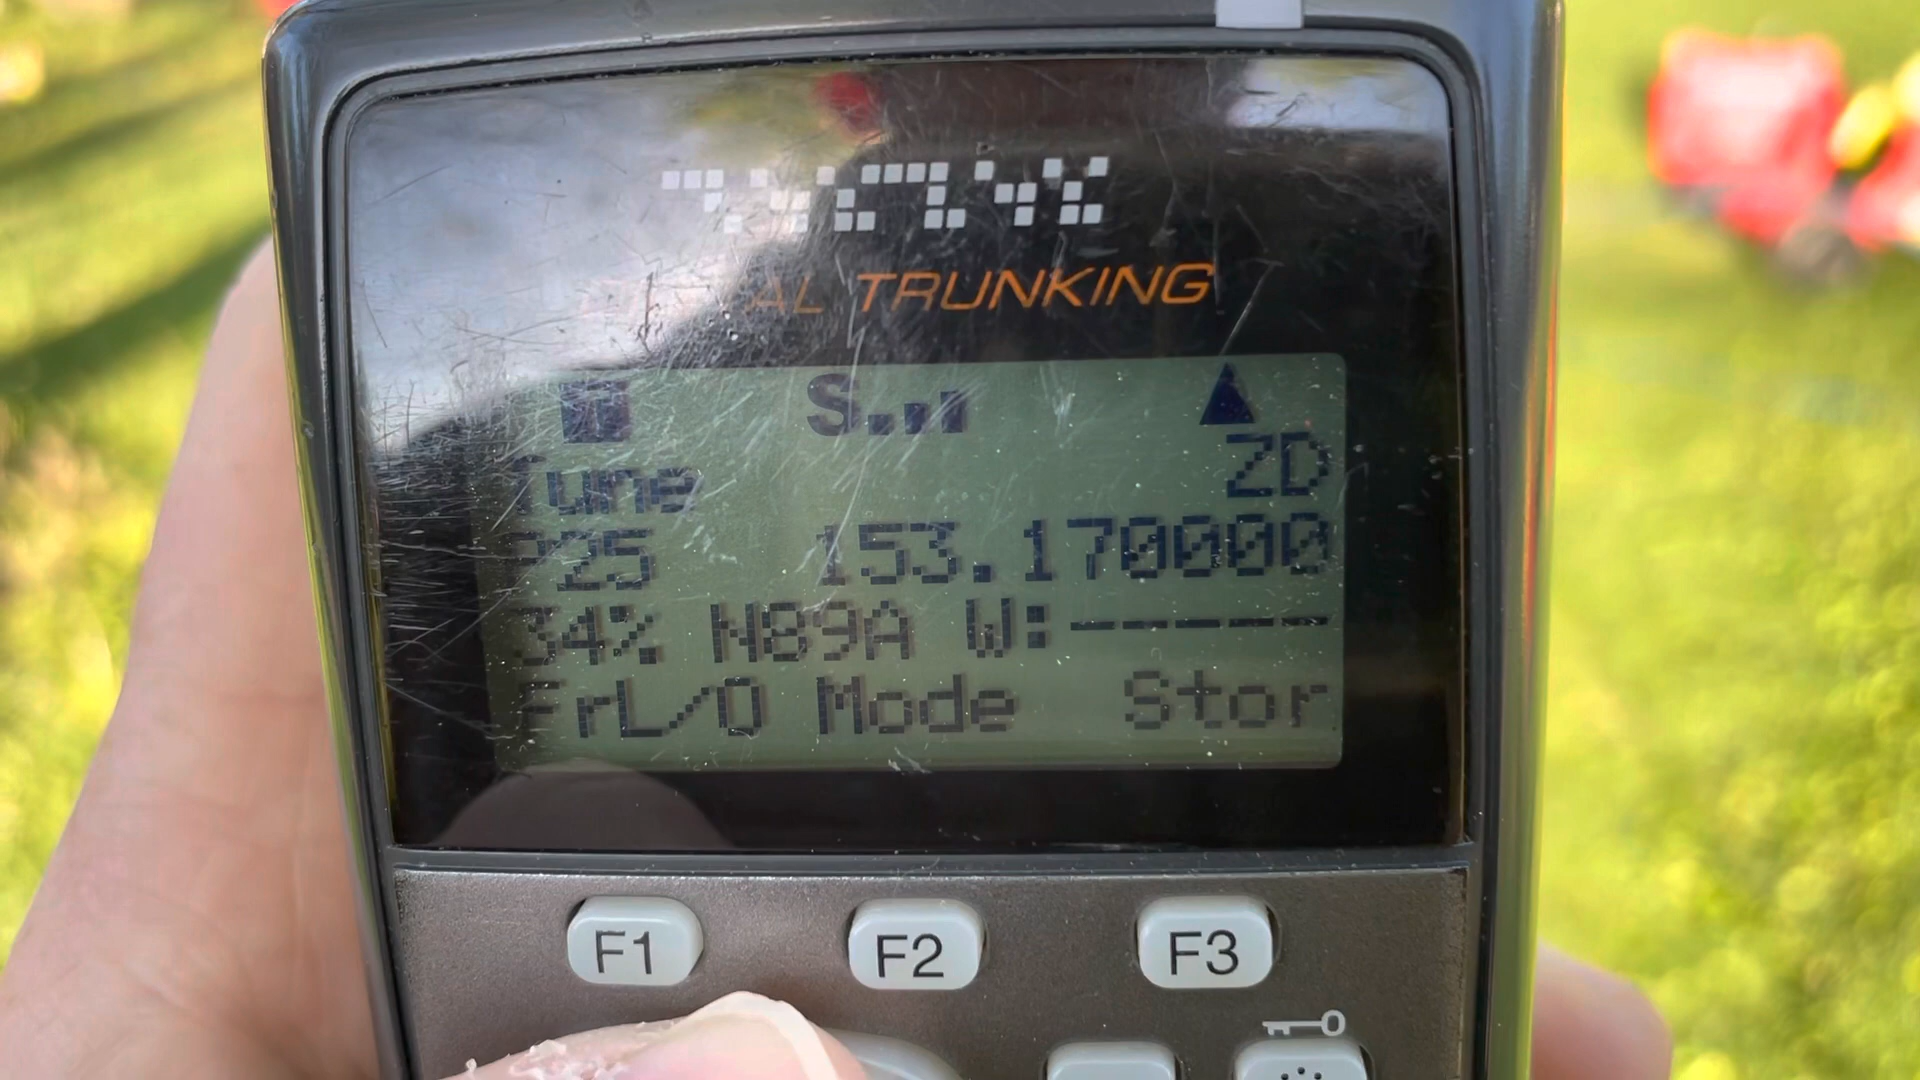 AL TRUNKING
T S
Tune ZD
P25 153.170000
34% N89A W:-----
FrL/O Mode Stor
F1 F2 F3